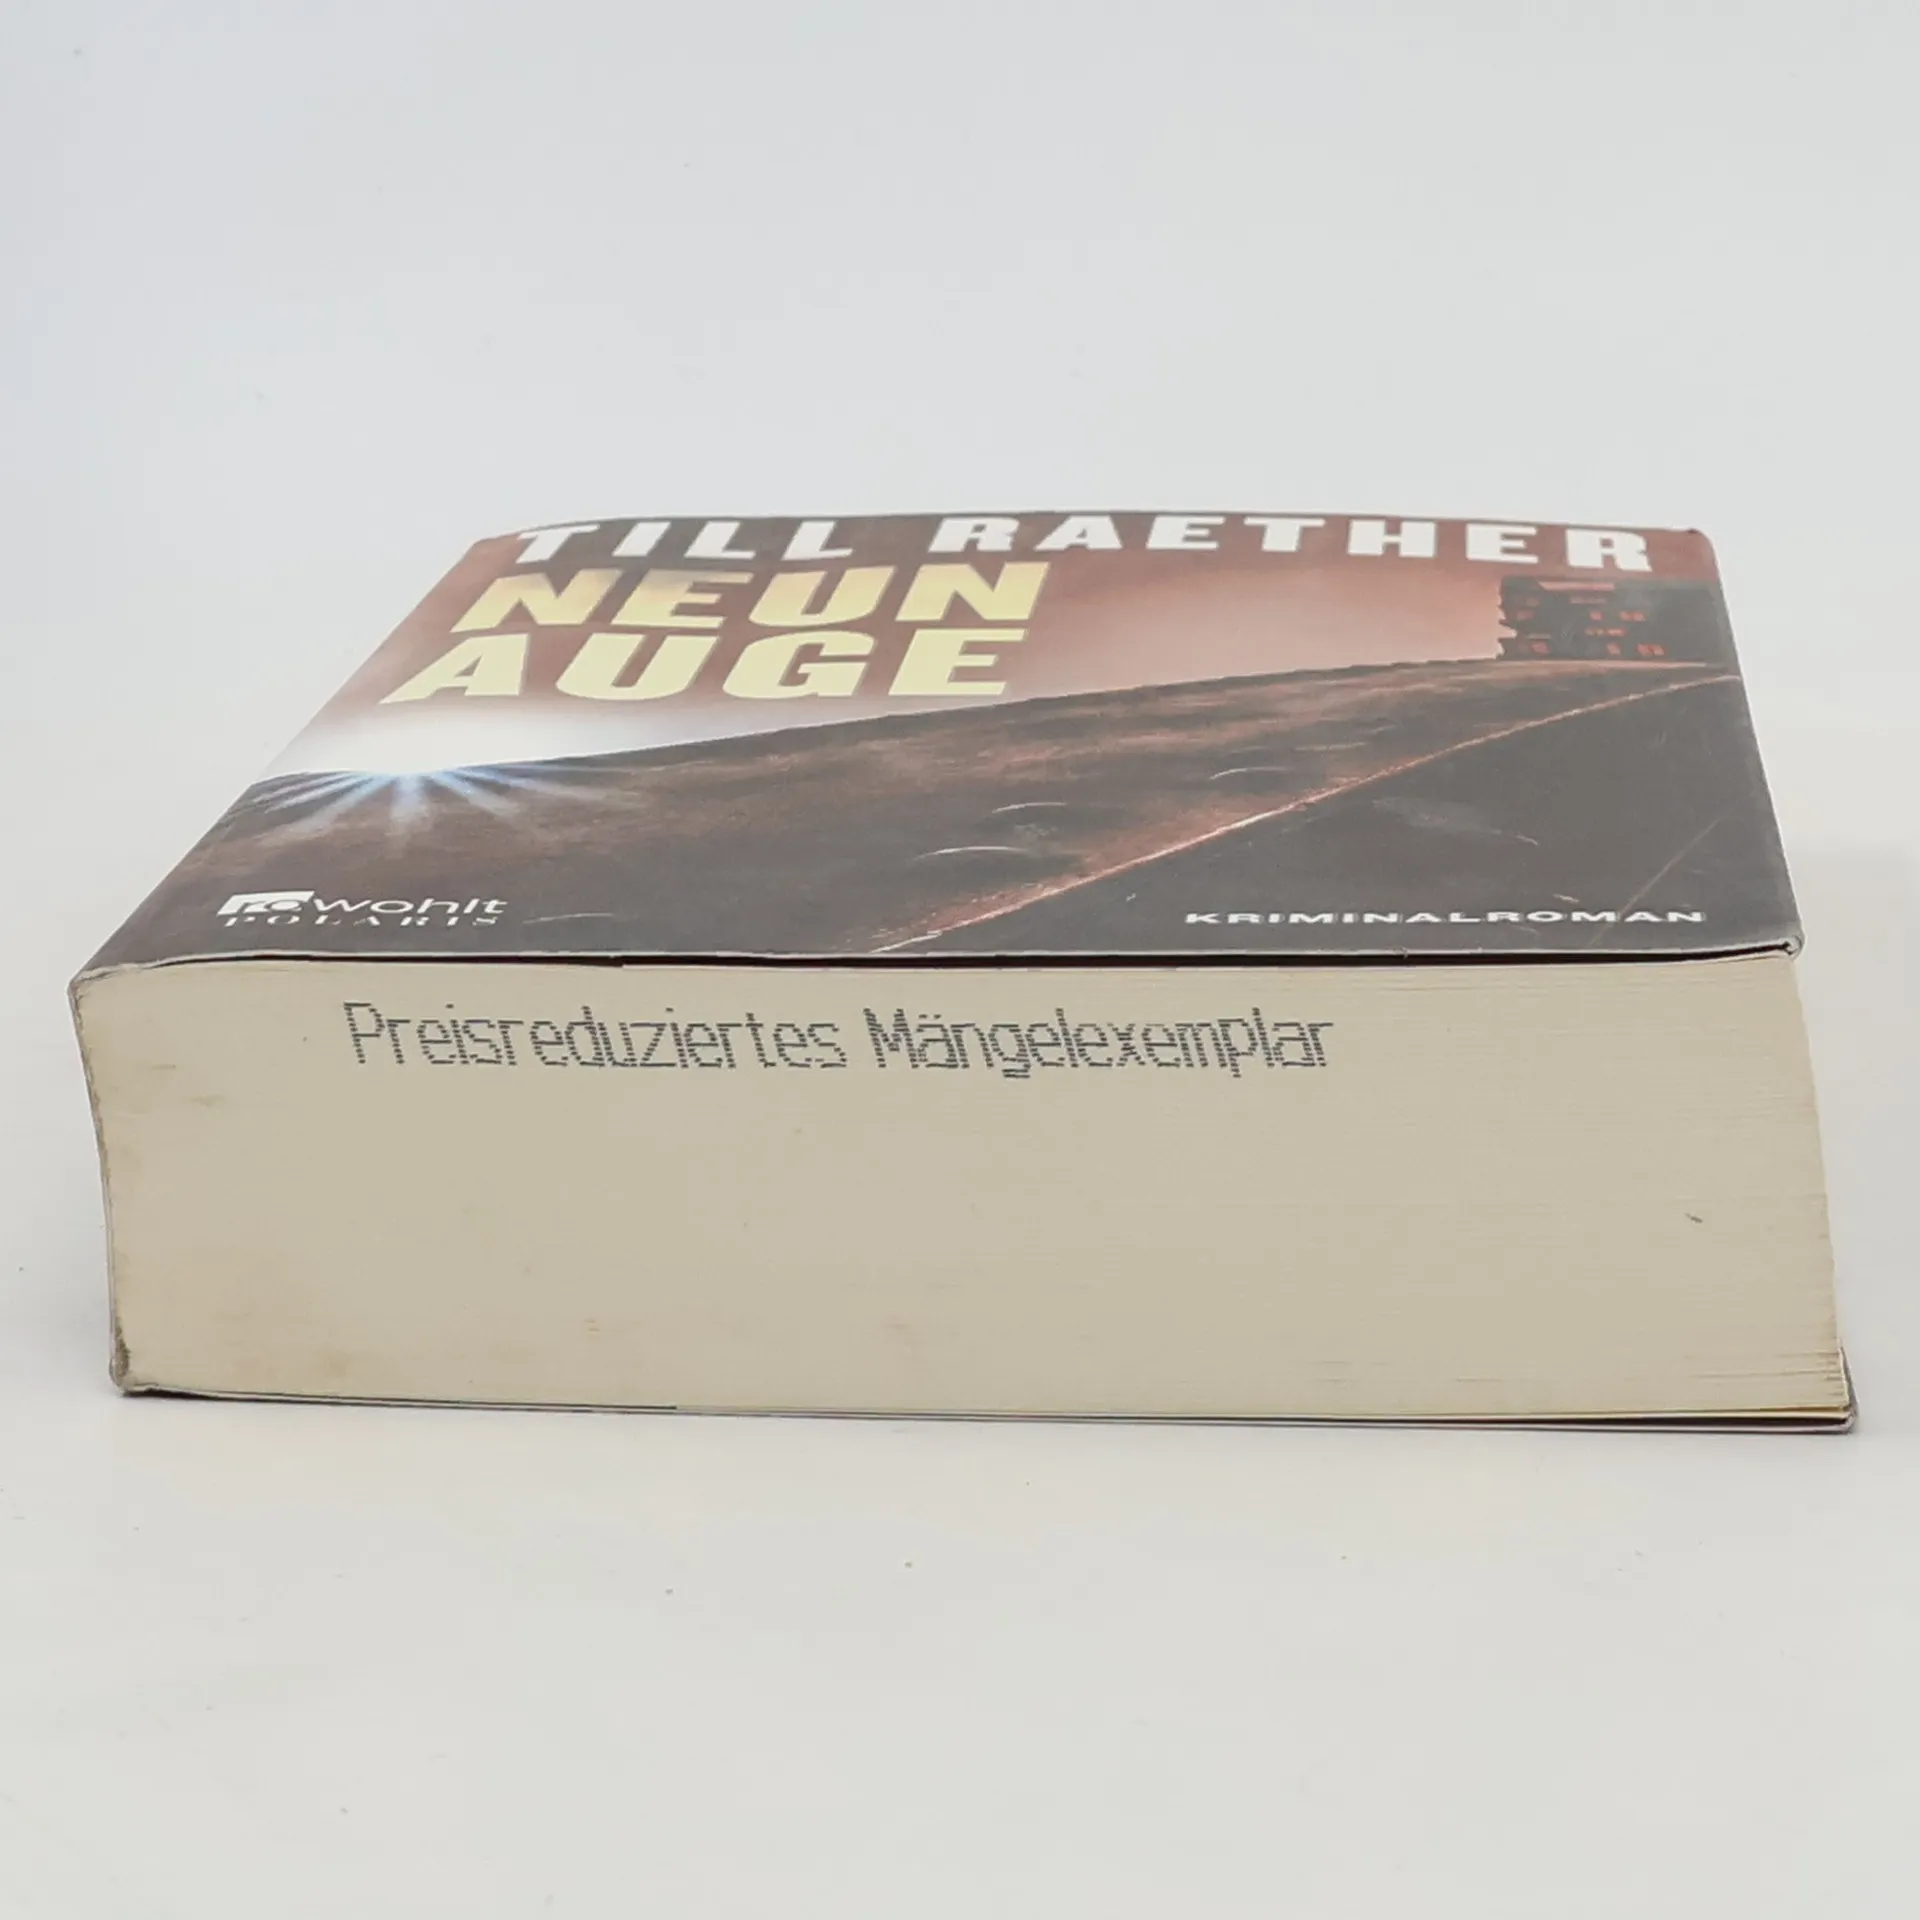 TILL RAETHER
NEUN
AUGE
rowohlt
POLARIS
KRIMINALROMAN
Preisreduziertes Mängelexemplar